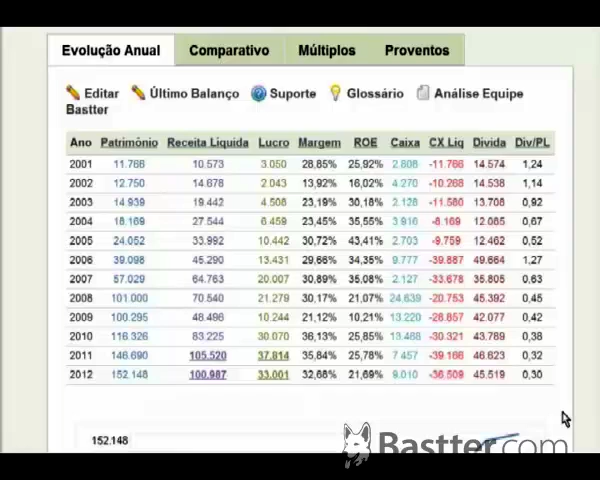 Evolução Anual Comparativo Múltiplos Proventos
Editar Último Balanço Suporte Glossário Análise Equipe
Bastter
Ano Patrimônio Receita Liquida Lucro Margem ROE Caixa CX Liq Divida Div/PL
2001 11.766 10.573 3.050 28,85% 25,92% 2.808 -11.766 14.574 1,24
2002 12.750 14.678 2.043 13,92% 16,02% 4.270 -10.268 14.538 1,14
2003 14.939 19.442 4.508 23,19% 30,18% 2.128 -11.580 13.708 0,92
2004 18.169 27.544 6.459 23,45% 35,55% 3.916 -8.169 12.085 0,67
2005 24.052 33.992 10.442 30,72% 43,41% 2.703 -9.759 12.462 0,52
2006 39.098 45.290 13.431 29,66% 34,35% 9.777 -39.887 49.664 1,27
2007 57.029 64.763 20.007 30,89% 35,08% 2.127 -33.678 35.805 0,63
2008 101.000 70.540 21.279 30,17% 21,07% 24.639 -20.753 45.392 0,45
2009 100.295 48.496 10.244 21,12% 10,21% 13.220 -28.857 42.077 0,42
2010 116.326 83.225 30.070 36,13% 25,85% 13.468 -30.321 43.789 0,38
2011 146.690 105.520 37.814 35,84% 25,78% 7.457 -39.166 46.623 0,32
2012 152.148 100.987 33.001 32,68% 21,69% 9.010 -36.509 45.519 0,30
152.148
Bastter.com